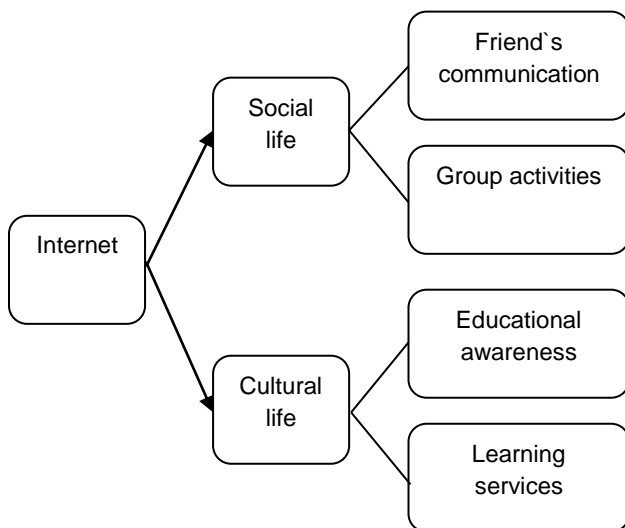 Friend`s
communication
Social
life
Group activities
Internet
Educational
awareness
Cultural
life
Learning
services